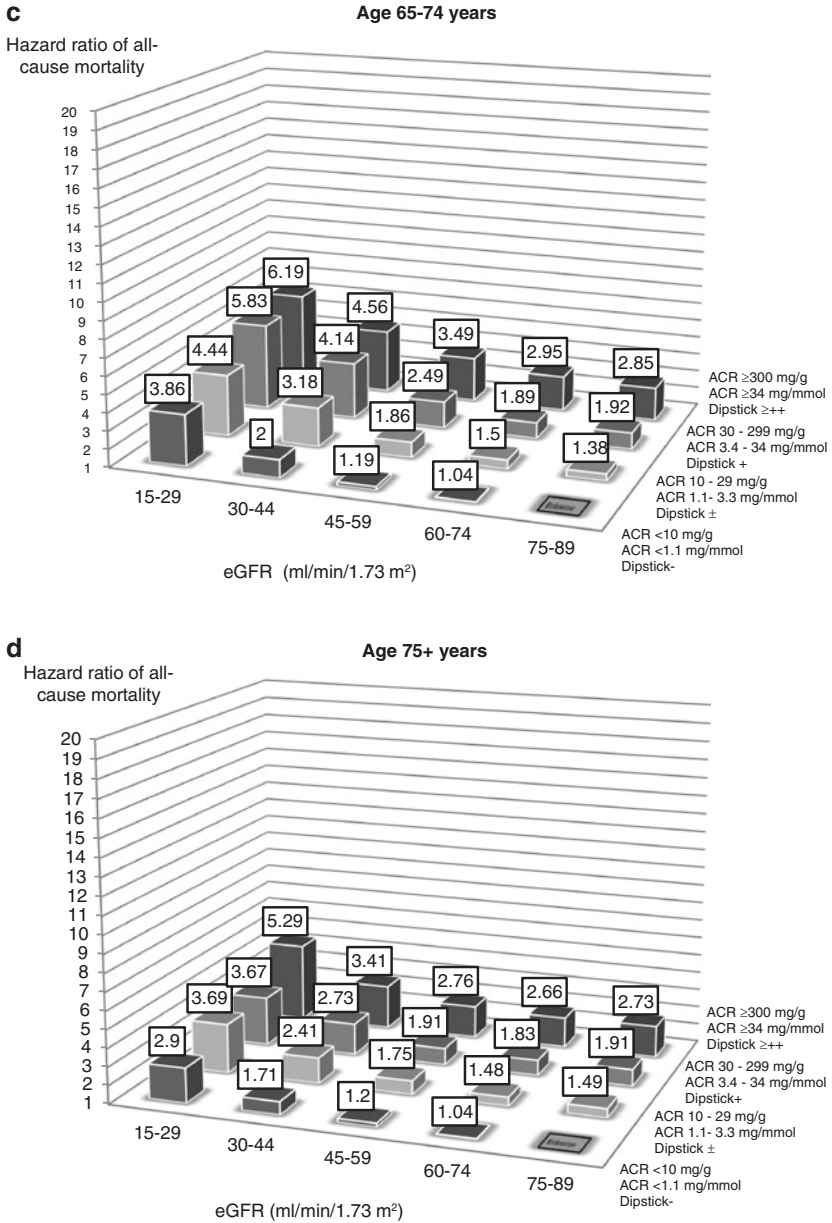 c
Age 65-74 years
Hazard ratio of all-
cause mortality
20
19
18
17
16
15
14
13
12
11
10
9
8
7
6
5
4
3
2
1
6.19
5.83
4.56
4.44
4.14
3.49
3.86
3.18
2.49
2.95
2.85
2
1.86
1.89
1.92
1.19
1.5
1.38
1.04
15-29
30-44
45-59
60-74
75-89
eGFR (ml/min/1.73 m²)
ACR ≥300 mg/g
ACR ≥34 mg/mmol
Dipstick ≥++
ACR 30 - 299 mg/g
ACR 3.4 - 34 mg/mmol
Dipstick +
ACR 10 - 29 mg/g
ACR 1.1- 3.3 mg/mmol
Dipstick ±
ACR <10 mg/g
ACR <1.1 mg/mmol
Dipstick-
d
Age 75+ years
Hazard ratio of all-
cause mortality
20
19
18
17
16
15
14
13
12
11
10
9
8
7
6
5
4
3
2
1
5.29
3.67
3.41
3.69
2.73
2.76
2.66
2.73
2.9
2.41
1.91
1.83
1.91
1.71
1.75
1.48
1.49
1.2
1.04
15-29
30-44
45-59
60-74
75-89
eGFR (ml/min/1.73 m²)
ACR ≥300 mg/g
ACR ≥34 mg/mmol
Dipstick ≥++
ACR 30 - 299 mg/g
ACR 3.4 - 34 mg/mmol
Dipstick+
ACR 10 - 29 mg/g
ACR 1.1- 3.3 mg/mmol
Dipstick ±
ACR <10 mg/g
ACR <1.1 mg/mmol
Dipstick-